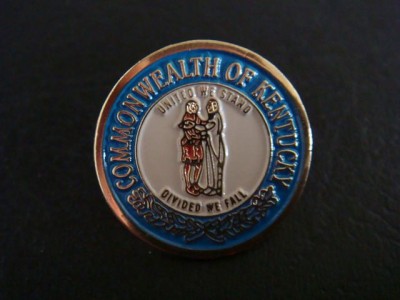 COMMONWEALTH OF KENTUCKY
UNITED WE STAND
DIVIDED WE FALL